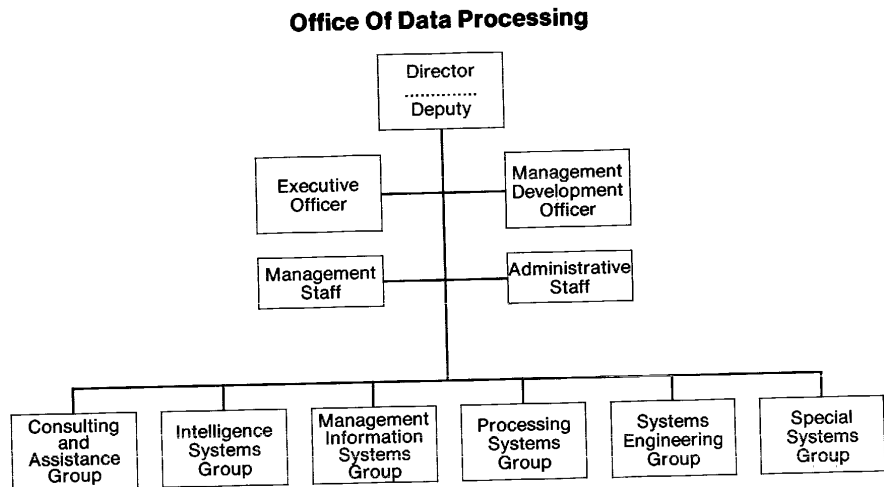 Office Of Data Processing
Director
..............
Deputy
Executive
Officer
Management
Development
Officer
Management
Staff
Administrative
Staff
Consulting
and
Assistance
Group
Intelligence
Systems
Group
Management
Information
Systems
Group
Processing
Systems
Group
Systems
Engineering
Group
Special
Systems
Group